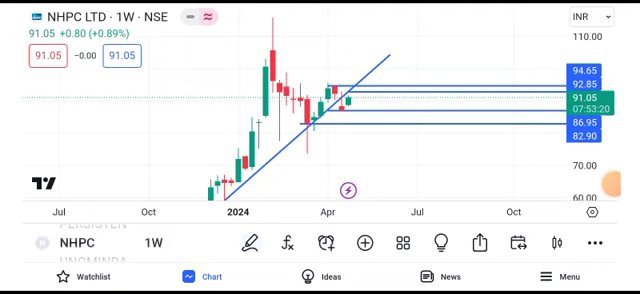 NHPC LTD · 1W · NSE
INR
91.05 +0.80 (+0.89%)
91.05 −0.00 91.05
110.00
94.65
92.85
91.05
07:53:20
86.95
82.90
70.00
60.00
Jul Oct 2024 Apr Jul Oct
N NHPC 1W
Watchlist Chart Ideas News Menu